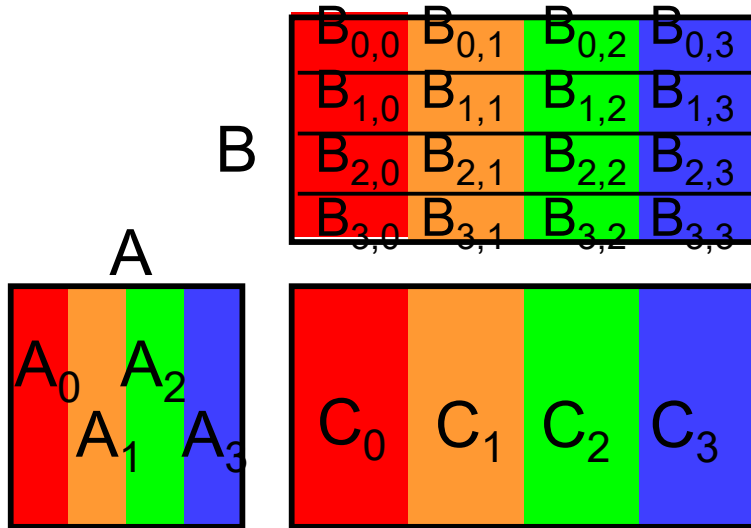 B₀,₀ B₀,₁ B₀,₂ B₀,₃
B₁,₀ B₁,₁ B₁,₂ B₁,₃
B
B₂,₀ B₂,₁ B₂,₂ B₂,₃
B₃,₀ B₃,₁ B₃,₂ B₃,₃
A
A₀ A₂
A₁ A₃
C₀ C₁ C₂ C₃